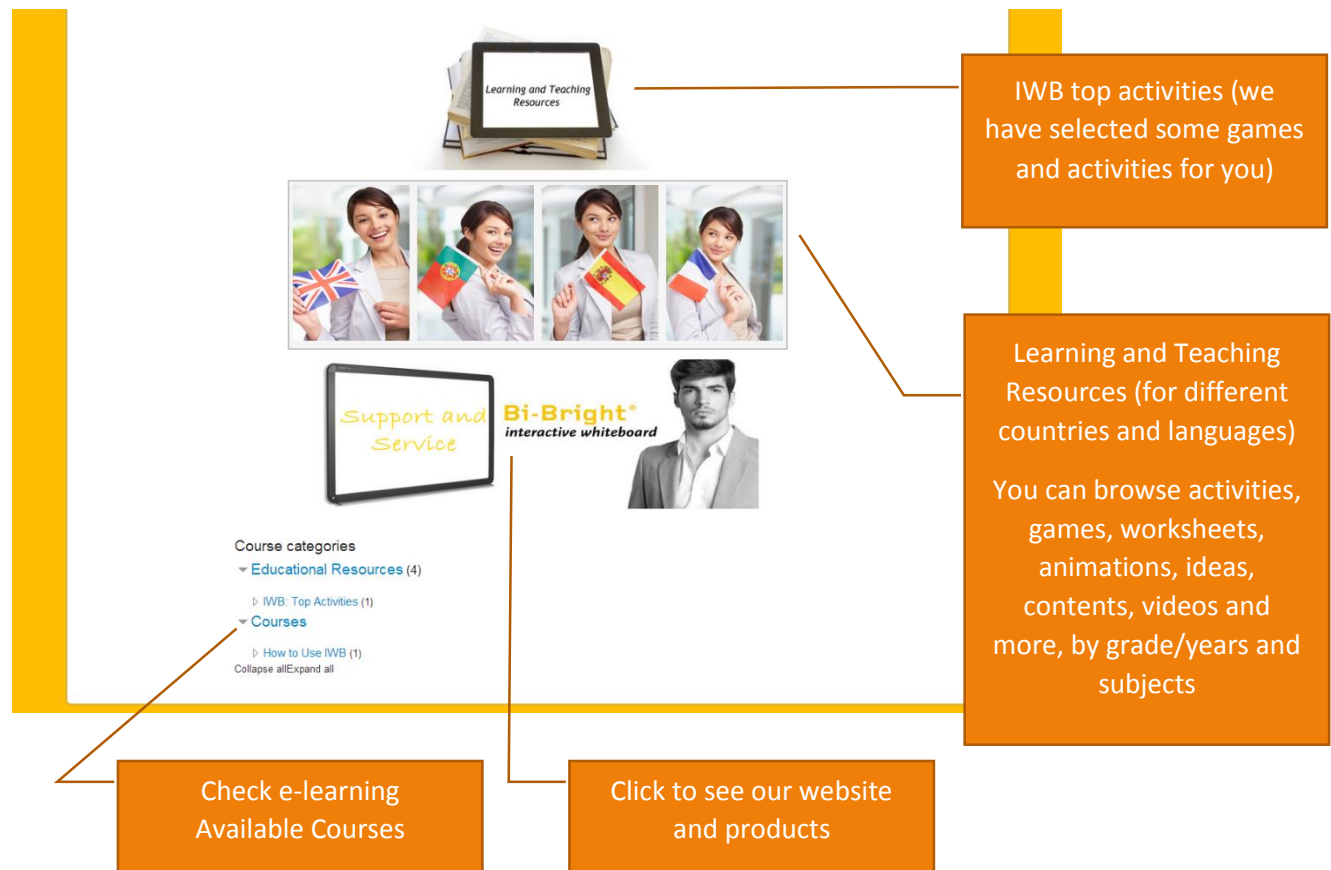 Learning and Teaching
Resources
IWB top activities (we
have selected some games
and activities for you)
Support and
Service
Bi-Bright®
interactive whiteboard
Learning and Teaching
Resources (for different
countries and languages)
You can browse activities,
games, worksheets,
animations, ideas,
contents, videos and
more, by grade/years and
subjects
Course categories
Educational Resources (4)
IWB: Top Activities (1)
Courses
How to Use IWB (1)
Collapse allExpand all
Check e-learning
Available Courses
Click to see our website
and products